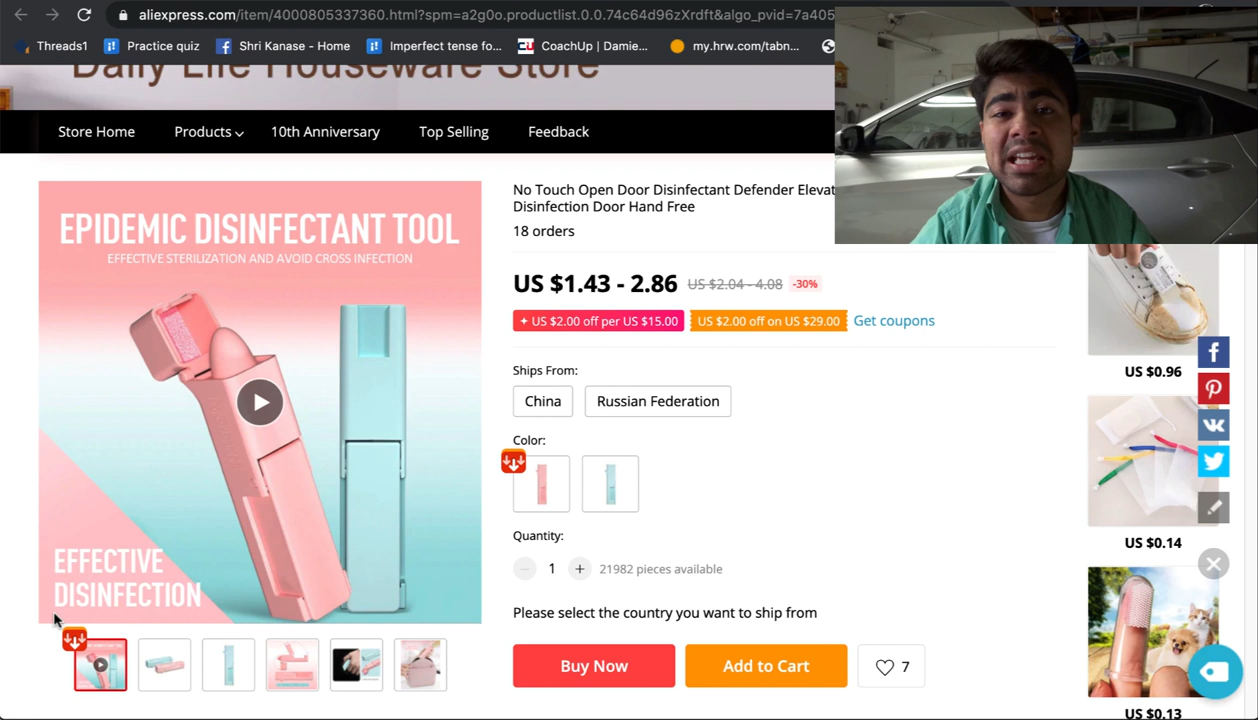 aliexpress.com/item/4000805337360.html?spm=a2g0o.productlist.0.0.74c64d96zXrdft&algo_pvid=7a405
Threads1 Practice quiz Shri Kanase - Home Imperfect tense fo... CoachUp | Damie... my.hrw.com/tabn...
Daily Life Houseware Store
Store Home Products 10th Anniversary Top Selling Feedback
EPIDEMIC DISINFECTANT TOOL
EFFECTIVE STERILIZATION AND AVOID CROSS INFECTION
EFFECTIVE
DISINFECTION
No Touch Open Door Disinfectant Defender Elevat
Disinfection Door Hand Free
18 orders
US $1.43 - 2.86 US $2.04 - 4.08 -30%
US $2.00 off per US $15.00 US $2.00 off on US $29.00 Get coupons
Ships From:
China Russian Federation
Color:
Quantity:
1 21982 pieces available
Please select the country you want to ship from
Buy Now Add to Cart 7
US $0.96
US $0.14
US $0.13